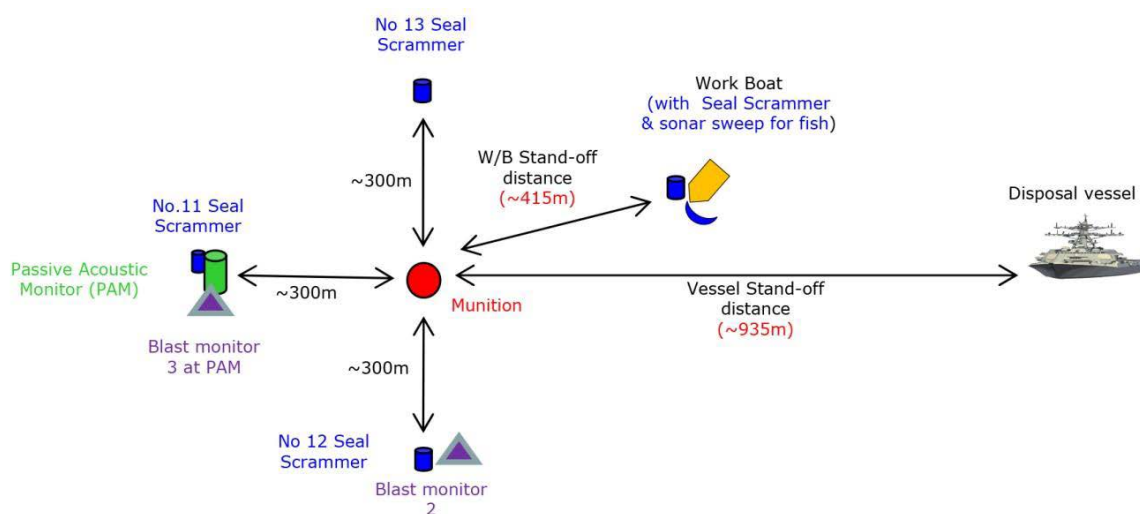 No 13 Seal
Scrammer
Work Boat
(with Seal Scrammer
& sonar sweep for fish)
W/B Stand-off
distance
(~415m)
~300m
No.11 Seal
Scrammer
Disposal vessel
Passive Acoustic
Monitor (PAM)
~300m
Munition
Vessel Stand-off
distance
(~935m)
Blast monitor
3 at PAM
~300m
No 12 Seal
Scrammer
Blast monitor
2